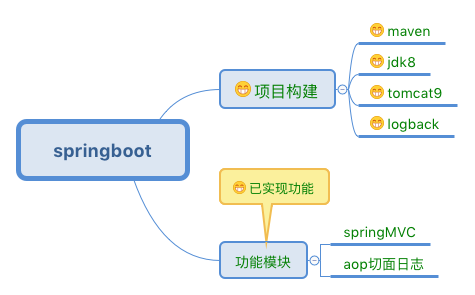 springboot
项目构建
maven
jdk8
tomcat9
logback
已实现功能
功能模块
springMVC
aop切面日志